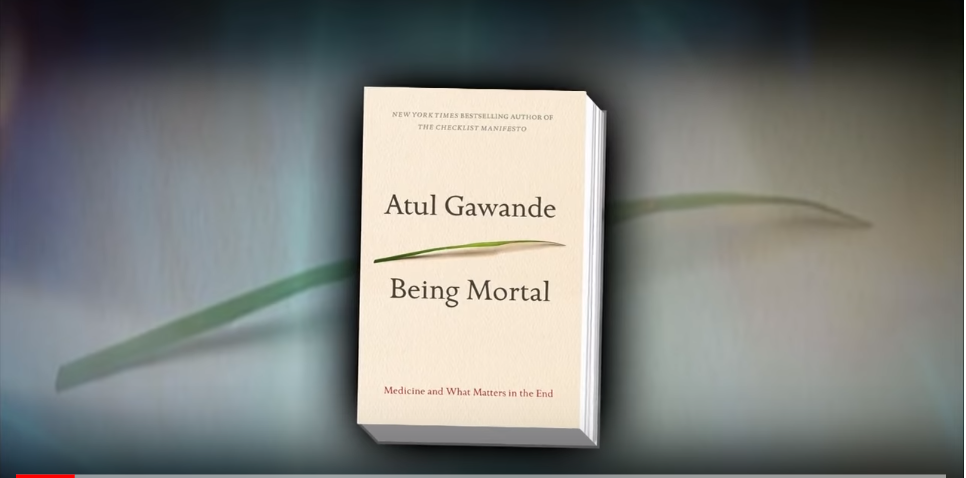 NEW YORK TIMES BESTSELLING AUTHOR OF
THE CHECKLIST MANIFESTO
Atul Gawande
Being Mortal
Medicine and What Matters in the End